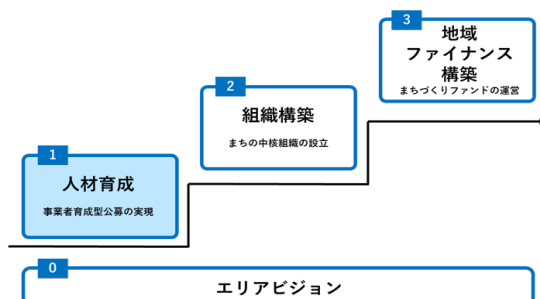 3
地域
ファイナンス
構築
まちづくりファンドの運営
2
組織構築
まちの中核組織の設立
1
人材育成
事業者育成型公募の実現
0
エリアビジョン